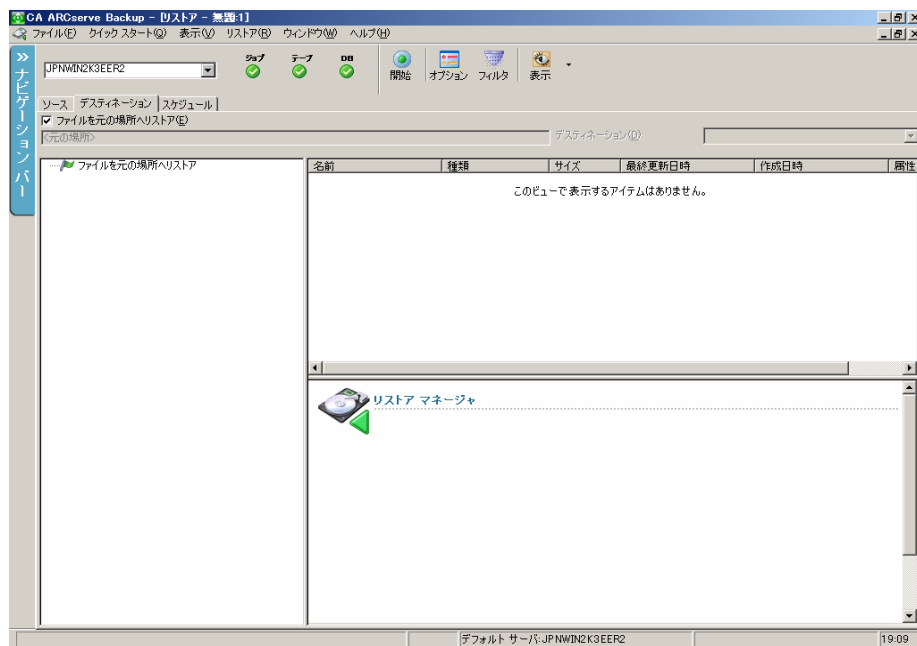 CA ARCserve Backup - [リストア - 無題:1]
ファイル(F) クイック スタート(Q) 表示(V) リストア(R) ウィンドウ(W) ヘルプ(H)
JPNWIN2K3EER2
ジョブ テープ DB
開始 オプション フィルタ 表示
ナビゲーション バー
ソース デスティネーション スケジュール
ファイルを元の場所へリストア(E)
<元の場所> デスティネーション(D):
ファイルを元の場所へリストア
名前 種類 サイズ 最終更新日時 作成日時 属性
このビューで表示するアイテムはありません。
リストア マネージャ
デフォルト サーバ:JPNWIN2K3EER2 19:09